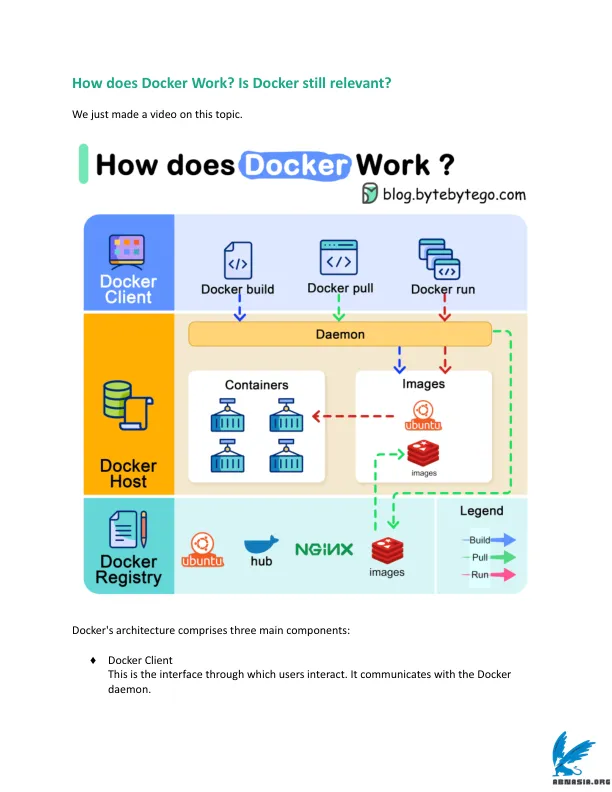 How does Docker Work? Is Docker still relevant?
We just made a video on this topic.
How does Docker Work ?
blog.bytebytego.com
Docker
Client
Docker build
Docker pull
Docker run
Daemon
Docker
Host
Containers
Images
ubuntu
images
Docker
Registry
ubuntu
hub
NGINX
images
Legend
Build
Pull
Run
Docker's architecture comprises three main components:
♦ Docker Client
This is the interface through which users interact. It communicates with the Docker
daemon.
ABNASIA.ORG